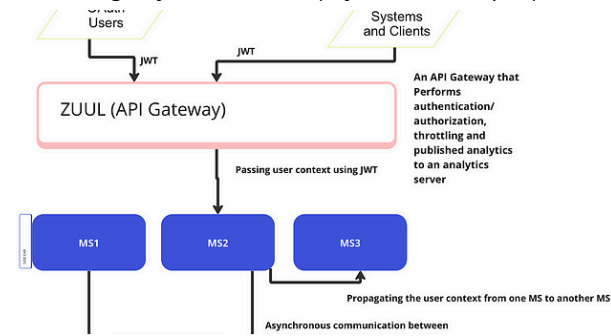 Users
Systems
and Clients
JWT
JWT
ZUUL (API Gateway)
An API Gateway that
Performs
authentication/
authorization,
throttling and
published analytics
to an analytics
server
Passing user context using JWT
MS1
MS2
MS3
Propagating the user context from one MS to another MS
Asynchronous communication between